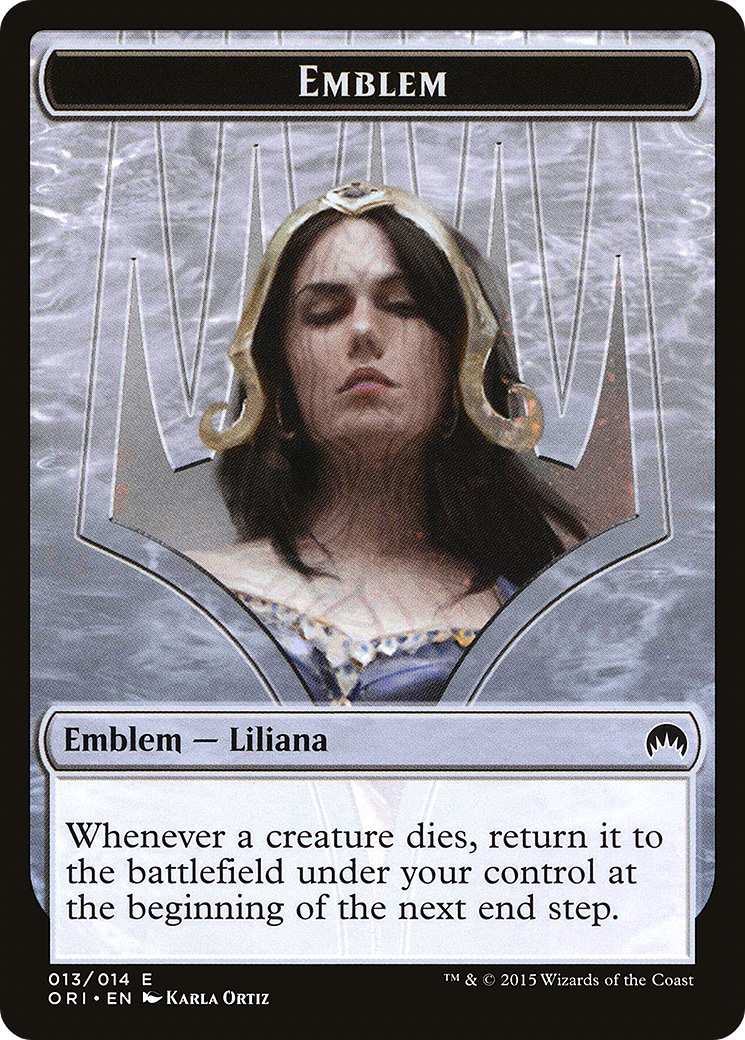 Emblem
Emblem — Liliana
Whenever a creature dies, return it to
the battlefield under your control at
the beginning of the next end step.
013/014 E
ORI • EN Karla Ortiz
™ & © 2015 Wizards of the Coast